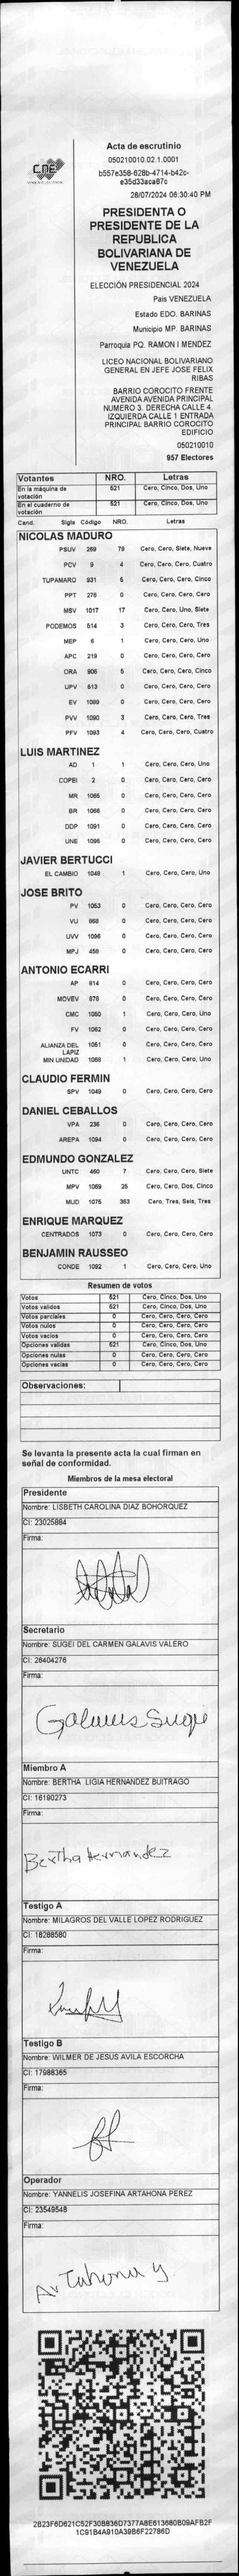 CNE
Acta de escrutinio
050210010.02.1.0001
b557e358-628b-4714-b42c-
e35d33aca87c
28/07/2024 06:30:40 PM
PRESIDENTA O
PRESIDENTE DE LA
REPUBLICA
BOLIVARIANA DE
VENEZUELA
ELECCIÓN PRESIDENCIAL 2024
Pais VENEZUELA
Estado EDO. BARINAS
Municipio MP. BARINAS
Parroquia PQ. RAMON I MENDEZ
LICEO NACIONAL BOLIVARIANO
GENERAL EN JEFE JOSE FELIX
RIBAS
BARRIO COROCITO FRENTE
AVENIDA AVENIDA PRINCIPAL
NUMERO 3. DERECHA CALLE 4.
IZQUIERDA CALLE 1 ENTRADA
PRINCIPAL BARRIO COROCITO
EDIFICIO
050210010
957 Electores
Votantes NRO. Letras
En la máquina de votación 521 Cero, Cinco, Dos, Uno
En el cuaderno de votación 521 Cero, Cinco, Dos, Uno
Cand. Sigla Código NRO. Letras
NICOLAS MADURO
PSUV 269 79 Cero, Cero, Siete, Nueve
PCV 9 4 Cero, Cero, Cero, Cuatro
TUPAMARO 931 5 Cero, Cero, Cero, Cinco
PPT 276 0 Cero, Cero, Cero, Cero
MSV 1017 17 Cero, Cero, Uno, Siete
PODEMOS 514 3 Cero, Cero, Cero, Tres
MEP 6 1 Cero, Cero, Cero, Uno
APC 219 0 Cero, Cero, Cero, Cero
ORA 906 5 Cero, Cero, Cero, Cinco
UPV 613 0 Cero, Cero, Cero, Cero
EV 1089 0 Cero, Cero, Cero, Cero
PVV 1090 3 Cero, Cero, Cero, Tres
PFV 1093 4 Cero, Cero, Cero, Cuatro
LUIS MARTINEZ
AD 1 1 Cero, Cero, Cero, Uno
COPEI 2 0 Cero, Cero, Cero, Cero
MR 1065 0 Cero, Cero, Cero, Cero
BR 1066 0 Cero, Cero, Cero, Cero
DDP 1091 0 Cero, Cero, Cero, Cero
UNE 1095 0 Cero, Cero, Cero, Cero
JAVIER BERTUCCI
EL CAMBIO 1048 1 Cero, Cero, Cero, Uno
JOSE BRITO
PV 1053 0 Cero, Cero, Cero, Cero
VU 868 0 Cero, Cero, Cero, Cero
UVV 1096 0 Cero, Cero, Cero, Cero
MPJ 458 0 Cero, Cero, Cero, Cero
ANTONIO ECARRI
AP 814 0 Cero, Cero, Cero, Cero
MOVEV 878 0 Cero, Cero, Cero, Cero
CMC 1050 1 Cero, Cero, Cero, Uno
FV 1062 0 Cero, Cero, Cero, Cero
ALIANZA DEL LAPIZ 1051 0 Cero, Cero, Cero, Cero
MIN UNIDAD 1068 1 Cero, Cero, Cero, Uno
CLAUDIO FERMIN
SPV 1049 0 Cero, Cero, Cero, Cero
DANIEL CEBALLOS
VPA 236 0 Cero, Cero, Cero, Cero
AREPA 1094 0 Cero, Cero, Cero, Cero
EDMUNDO GONZALEZ
UNTC 460 7 Cero, Cero, Cero, Siete
MPV 1069 25 Cero, Cero, Dos, Cinco
MUD 1075 363 Cero, Tres, Seis, Tres
ENRIQUE MARQUEZ
CENTRADOS 1073 0 Cero, Cero, Cero, Cero
BENJAMIN RAUSSEO
CONDE 1092 1 Cero, Cero, Cero, Uno
Resumen de votos
Votos 521 Cero, Cinco, Dos, Uno
Votos validos 521 Cero, Cinco, Dos, Uno
Votos parciales 0 Cero, Cero, Cero, Cero
Votos nulos 0 Cero, Cero, Cero, Cero
Votos vacios 0 Cero, Cero, Cero, Cero
Opciones validas 521 Cero, Cinco, Dos, Uno
Opciones nulas 0 Cero, Cero, Cero, Cero
Opciones vacias 0 Cero, Cero, Cero, Cero
Observaciones:
Se levanta la presente acta la cual firman en
señal de conformidad.
Miembros de la mesa electoral
Presidente
Nombre: LISBETH CAROLINA DIAZ BOHORQUEZ
CI: 23025884
Firma:
Secretario
Nombre: SUGEI DEL CARMEN GALAVIS VALERO
CI: 26404276
Firma:
Galavis Sugei
Miembro A
Nombre: BERTHA LIGIA HERNANDEZ BUITRAGO
CI: 16190273
Firma:
Bertha Hernandez
Testigo A
Nombre: MILAGROS DEL VALLE LOPEZ RODRIGUEZ
CI: 18288580
Firma:
Testigo B
Nombre: WILMER DE JESUS AVILA ESCORCHA
CI: 17988365
Firma:
Operador
Nombre: YANNELIS JOSEFINA ARTAHONA PEREZ
CI: 23549548
Firma:
Artahona y
2B23F6D621C52F30B836D7377A8E613680B09AFB2F
1C91B4A910A39B6F22786D